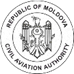 REPUBLIC OF MOLDOVA
CIVIL AVIATION AUTHORITY